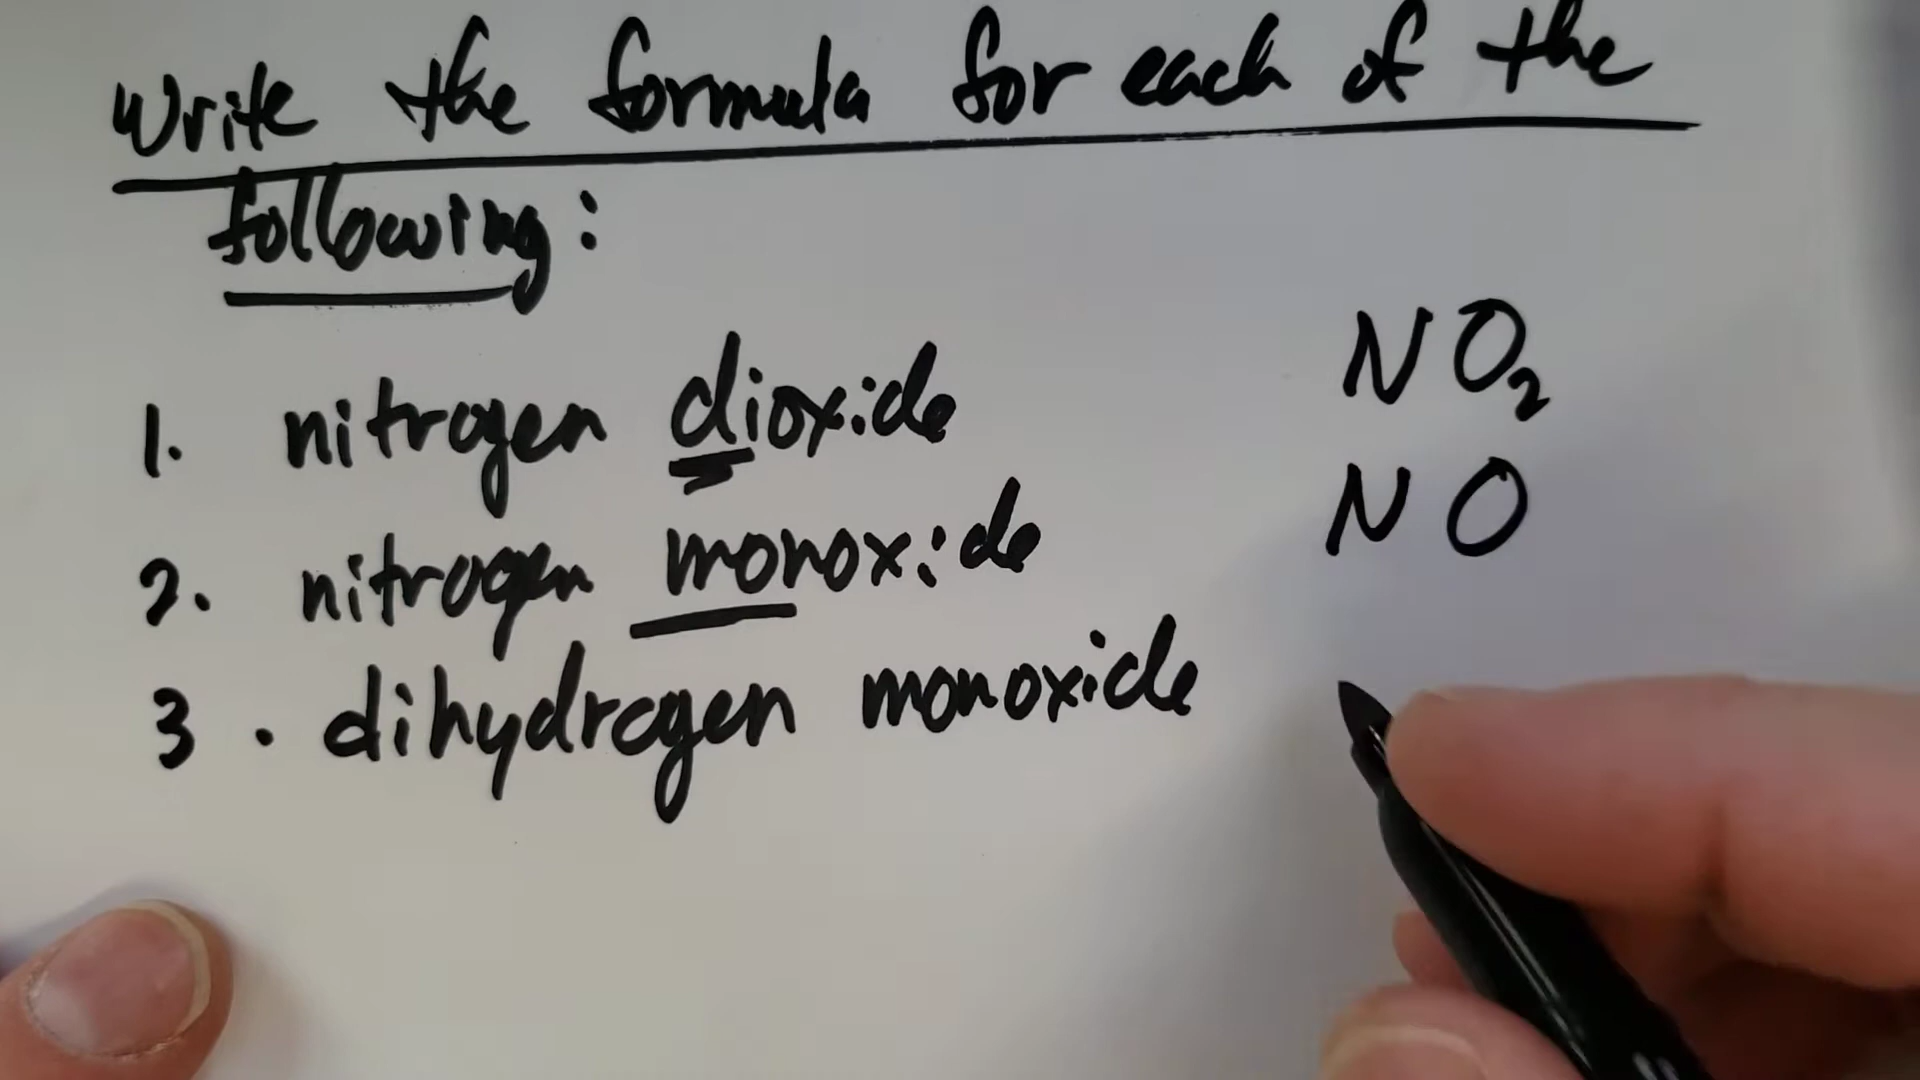 Write the formula for each of the
following:
1. nitrogen dioxide NO₂
2. nitrogen monoxide NO
3. dihydrogen monoxide